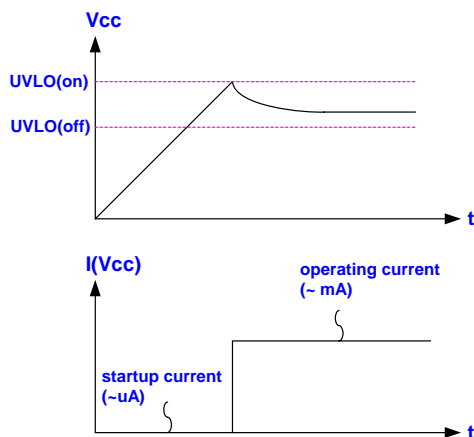 Vcc
UVLO(on)
UVLO(off)
t
I(Vcc)
operating current
(~ mA)
startup current
(~uA)
t